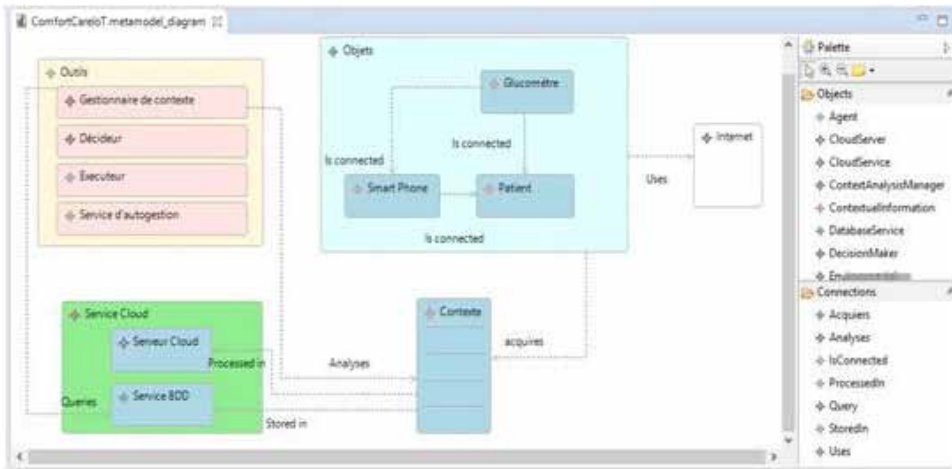 ComfortCareIoT.metamodel_diagram
Outils
Gestionnaire de contexte
Décideur
Executeur
Service d'autogestion
Objets
Glucomètre
Is connected
Is connected
Smart Phone
Patient
Is connected
Uses
Internet
Service Cloud
Serveur Cloud
Processed in
Service BDD
Queries
Stored in
Analyses
Contexte
acquires
Palette
Objects
Agent
CloudServer
CloudService
ContextAnalysisManager
ContextualInformation
DatabaseService
DecisionMaker
Connections
Acquiers
Analyses
IsConnected
ProcessedIn
Query
StoredIn
Uses